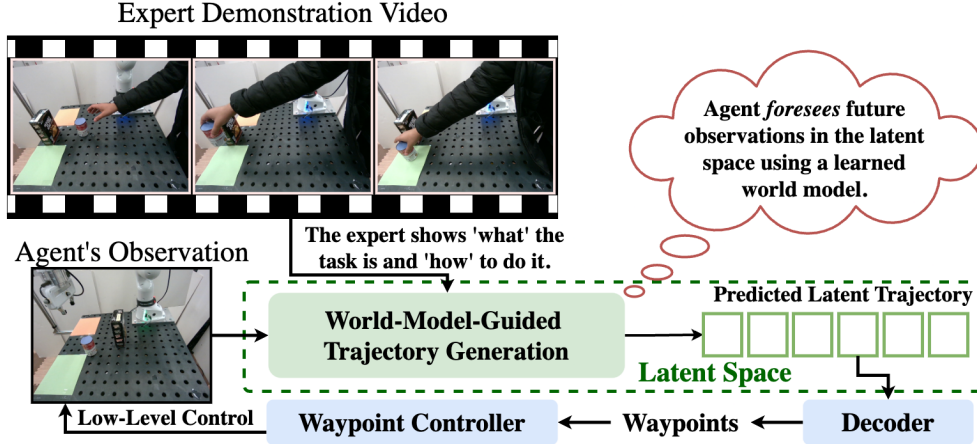 Expert Demonstration Video
Agent foresees future
observations in the latent
space using a learned
world model.
The expert shows 'what' the
task is and 'how' to do it.
Agent's Observation
World-Model-Guided
Trajectory Generation
Predicted Latent Trajectory
Latent Space
Low-Level Control
Waypoint Controller
Waypoints
Decoder